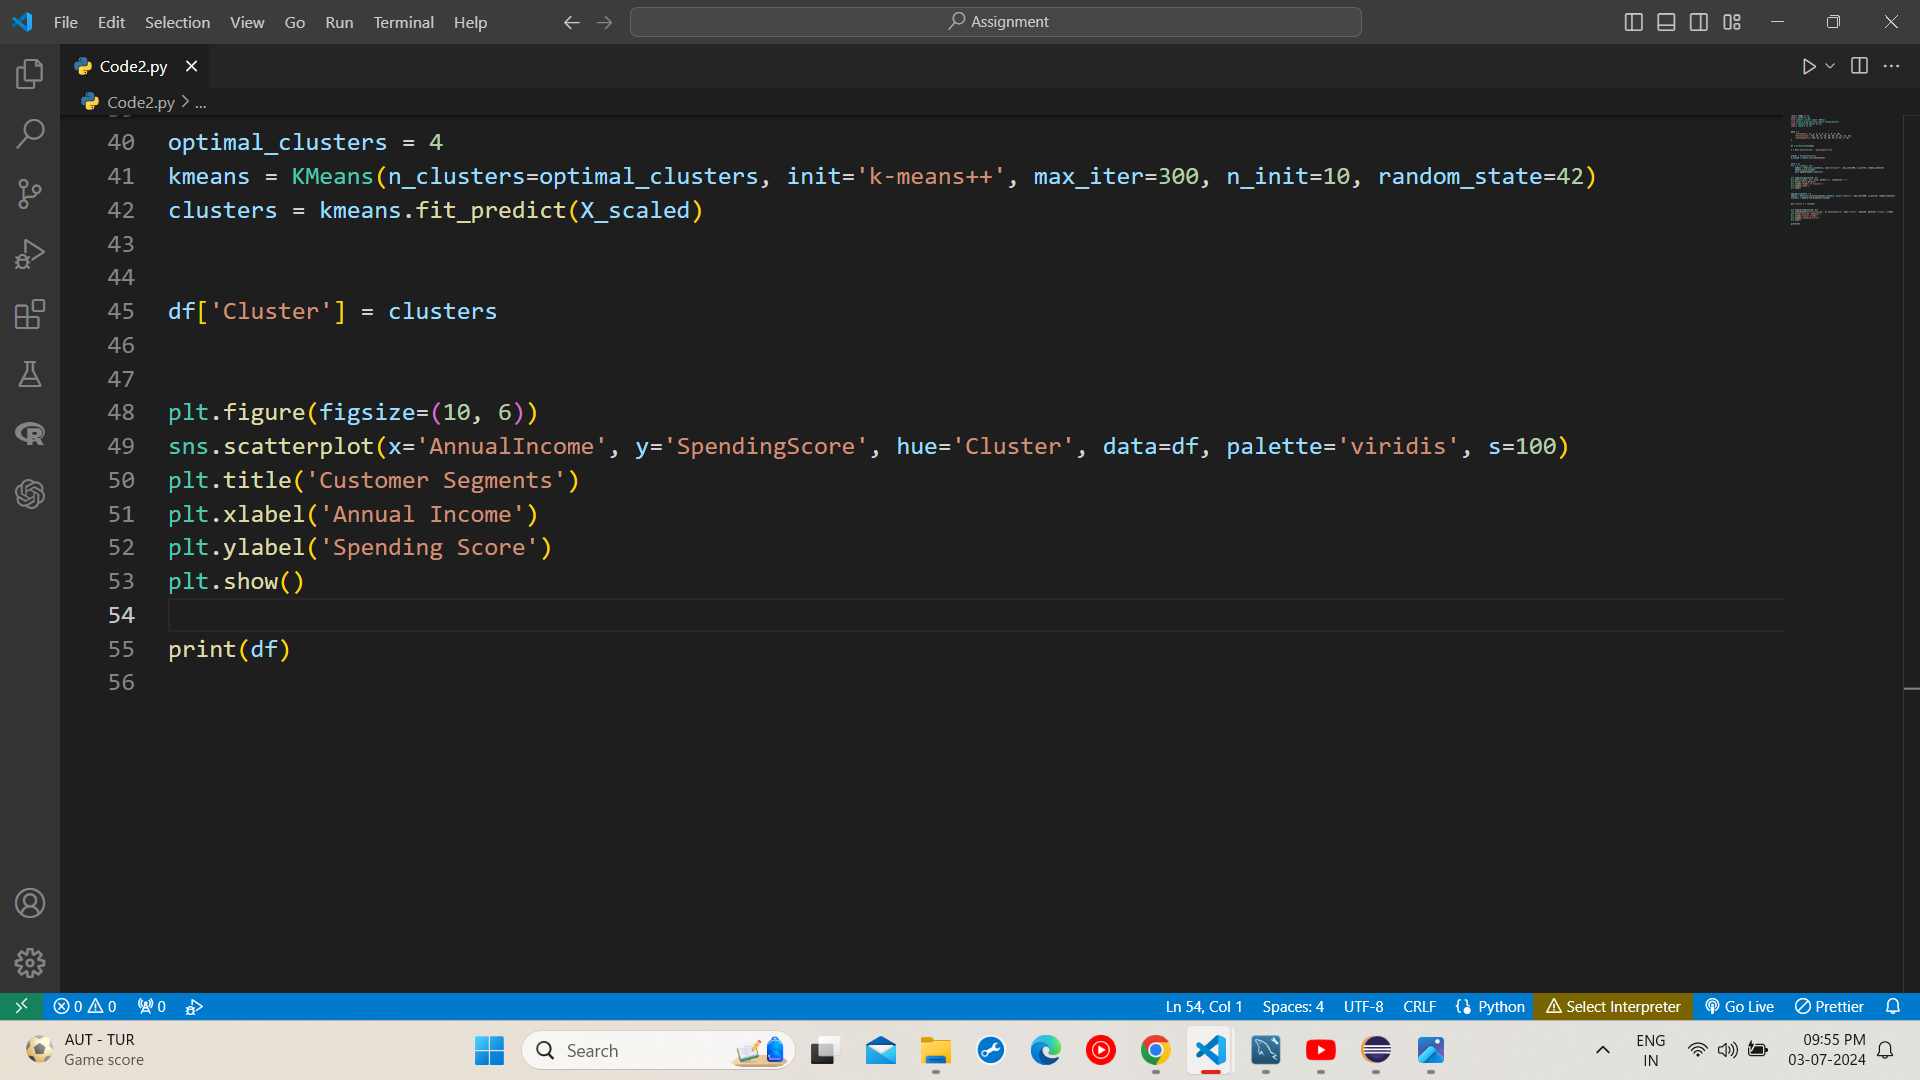 File Edit Selection View Go Run Terminal Help
Assignment
Code2.py
Code2.py > ...
40 optimal_clusters = 4
41 kmeans = KMeans(n_clusters=optimal_clusters, init='k-means++', max_iter=300, n_init=10, random_state=42)
42 clusters = kmeans.fit_predict(X_scaled)
43
44
45 df['Cluster'] = clusters
46
47
48 plt.figure(figsize=(10, 6))
49 sns.scatterplot(x='AnnualIncome', y='SpendingScore', hue='Cluster', data=df, palette='viridis', s=100)
50 plt.title('Customer Segments')
51 plt.xlabel('Annual Income')
52 plt.ylabel('Spending Score')
53 plt.show()
54
55 print(df)
56
0 0 0 Ln 54, Col 1 Spaces: 4 UTF-8 CRLF {} Python Select Interpreter Go Live Prettier
AUT - TUR
Game score
Search
ENG
IN
09:55 PM
03-07-2024